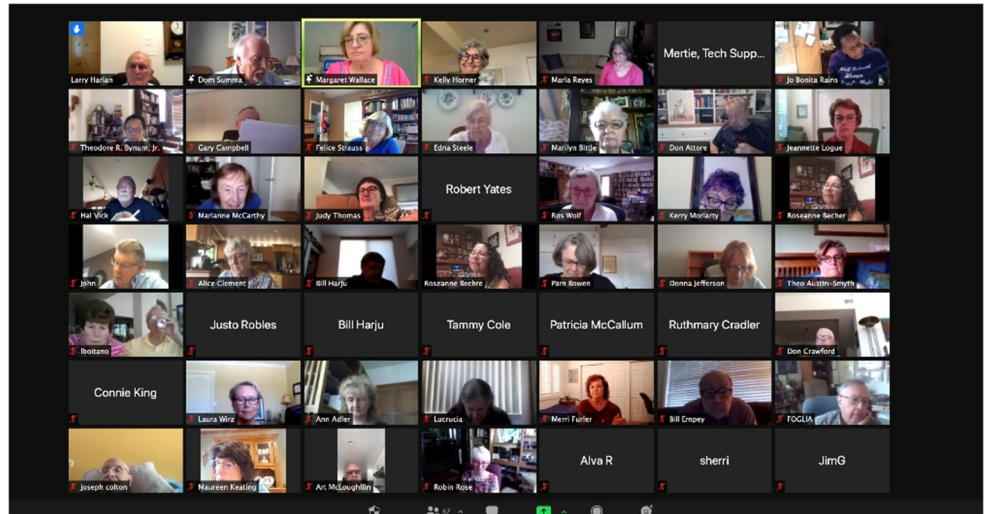 Larry Harlan
Dom Summa
Margaret Wallace
Kelly Horner
Marla Reyes
Mertie, Tech Supp...
Jo Bonita Rains
Theodore R. Bynum, Jr.
Gary Campbell
Felice Strauss
Edna Steele
Marilyn Bittle
Don Attore
Jeannette Logue
Hal Vick
Marianne McCarthy
Judy Thomas
Robert Yates
Ros Wolf
Kerry Moriarty
Roseanne Becher
John
Alice Clement
Bill Harju
Roseanne Bechre
Pam Bowen
Donna Jefferson
Theo Austin-Smyth
lboitano
Justo Robles
Bill Harju
Tammy Cole
Patricia McCallum
Ruthmary Cradler
Don Crawford
Connie King
Laura Wirz
Ann Adler
Lucrucia
Merri Furler
Bill Empey
FOGLIA
joseph colton
Maureen Keating
Art McLoughllin
Robin Rose
Alva R
sherri
JimG